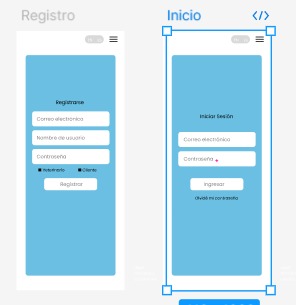 Registro
Inicio
</>
Registrarse
Correo electrónico
Nombre de usuario
Contraseña
Veterinario
Cliente
Registrar
Iniciar Sesión
Correo electrónico
Contraseña
Ingresar
Olvidé mi contraseña